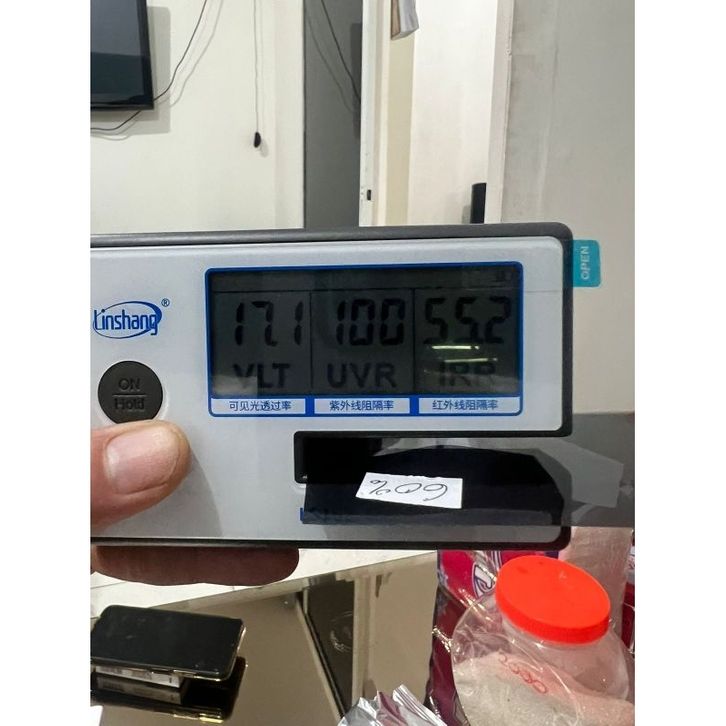 OPEN
Linshang®
17.1 100 55.2
VLT UVR IRR
可见光透过率 紫外线阻隔率 红外线阻隔率
ON
Hold
60%